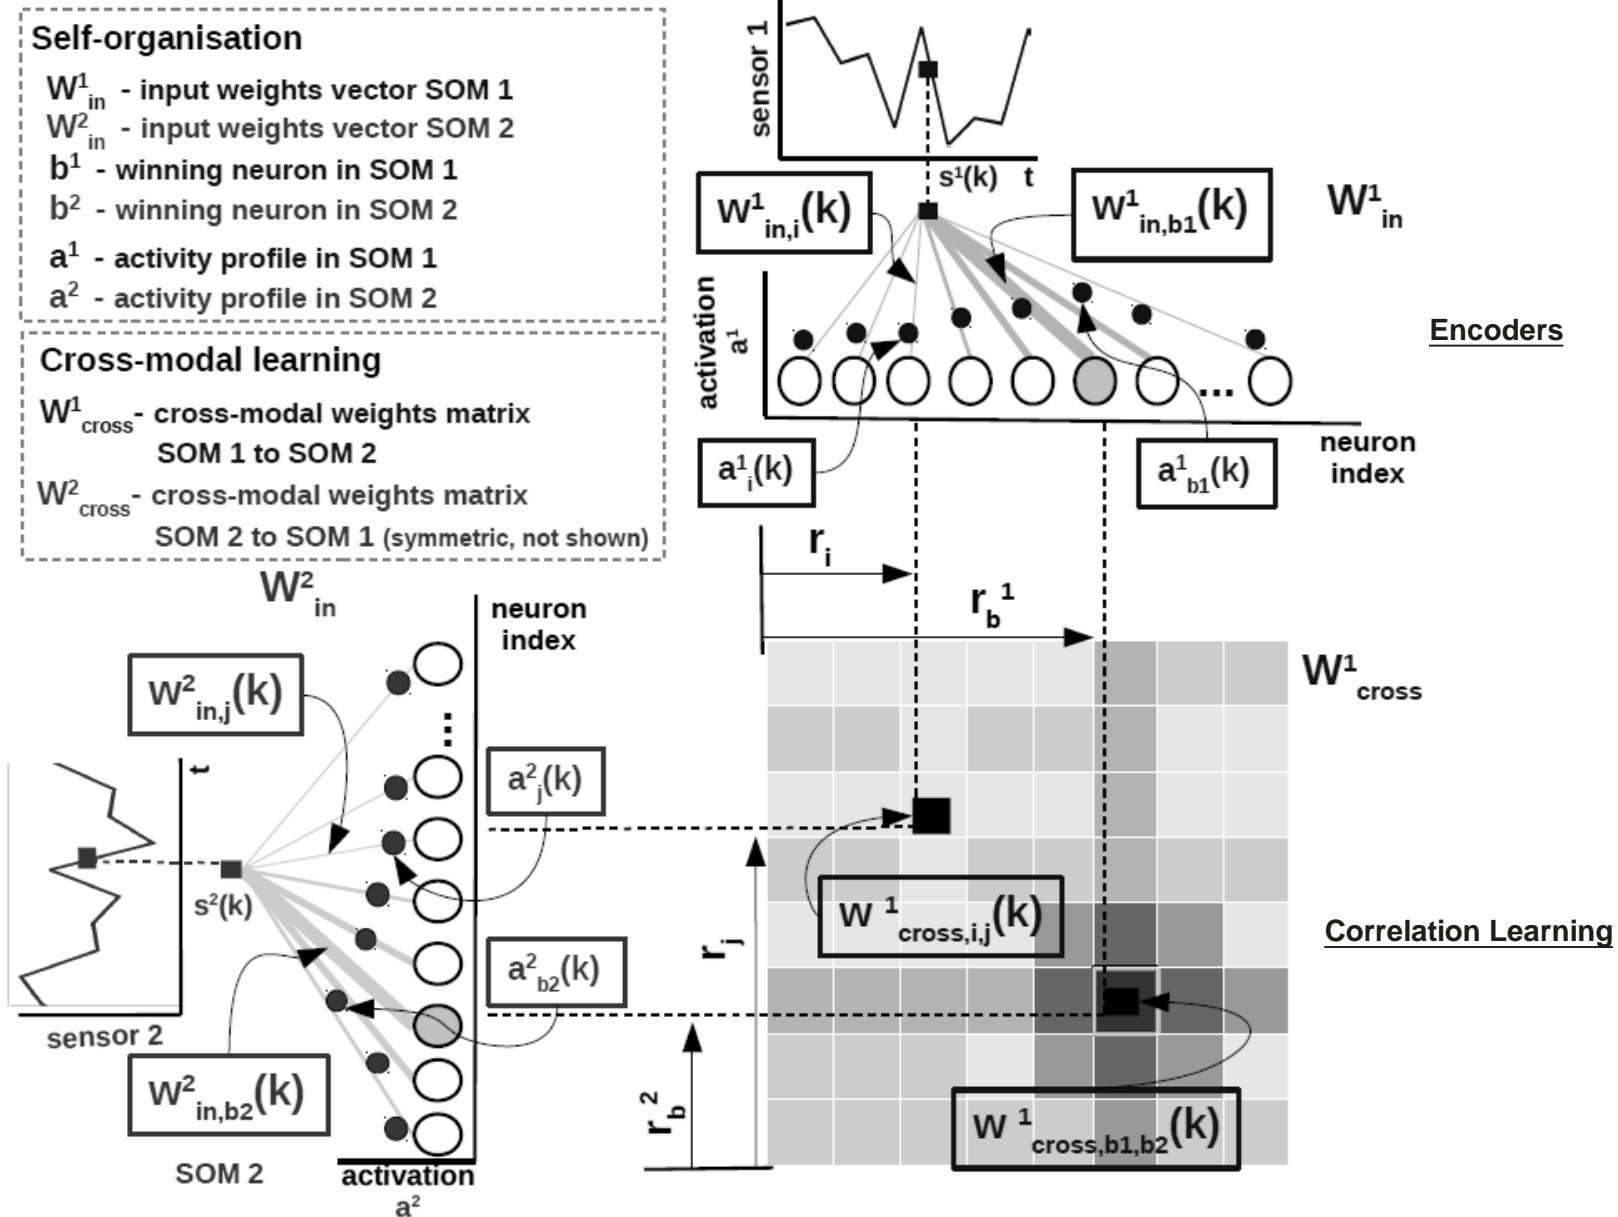 Self-organisation
W¹in - input weights vector SOM 1
W²in - input weights vector SOM 2
b¹ - winning neuron in SOM 1
b² - winning neuron in SOM 2
a¹ - activity profile in SOM 1
a² - activity profile in SOM 2
Cross-modal learning
W¹cross- cross-modal weights matrix
SOM 1 to SOM 2
W²cross- cross-modal weights matrix
SOM 2 to SOM 1 (symmetric, not shown)
sensor 1
s¹(k) t
w¹in,i(k)
w¹in,b1(k)
W¹in
activation
a¹
...
Encoders
neuron
index
a¹i(k)
a¹b1(k)
ri
rb¹
W¹cross
W²in
neuron
index
w²in,j(k)
...
t
a²j(k)
s²(k)
sensor 2
a²b2(k)
w²in,b2(k)
SOM 2
activation
a²
rj
rb²
w¹cross,i,j(k)
Correlation Learning
w¹cross,b1,b2(k)